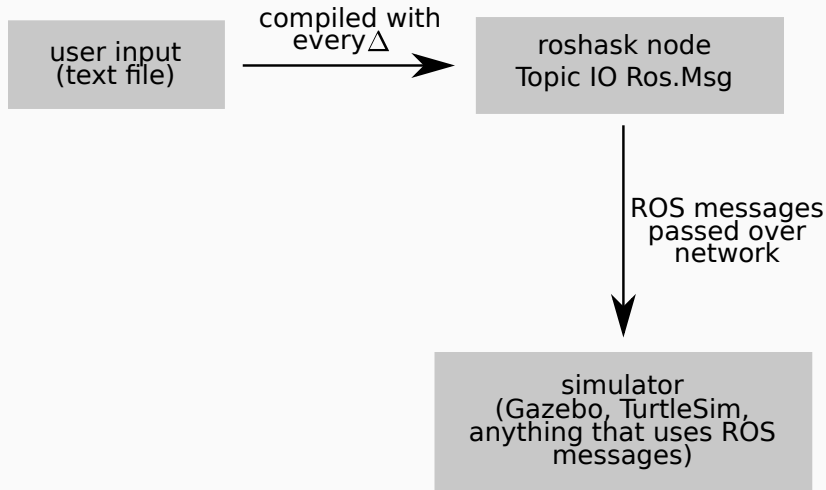 user input
(text file)
compiled with
every Δ
roshask node
Topic IO Ros.Msg
ROS messages
passed over
network
simulator
(Gazebo, TurtleSim,
anything that uses ROS
messages)